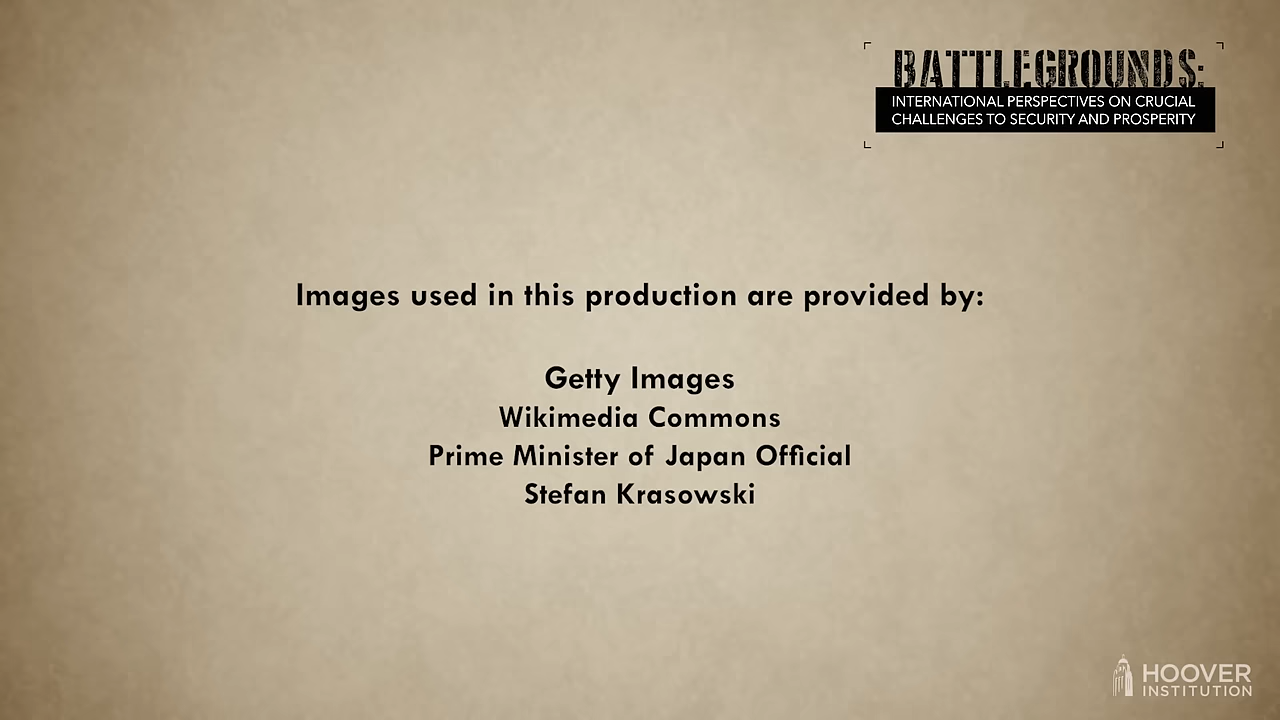 BATTLEGROUNDS:
INTERNATIONAL PERSPECTIVES ON CRUCIAL
CHALLENGES TO SECURITY AND PROSPERITY
Images used in this production are provided by:
Getty Images
Wikimedia Commons
Prime Minister of Japan Official
Stefan Krasowski
HOOVER
INSTITUTION